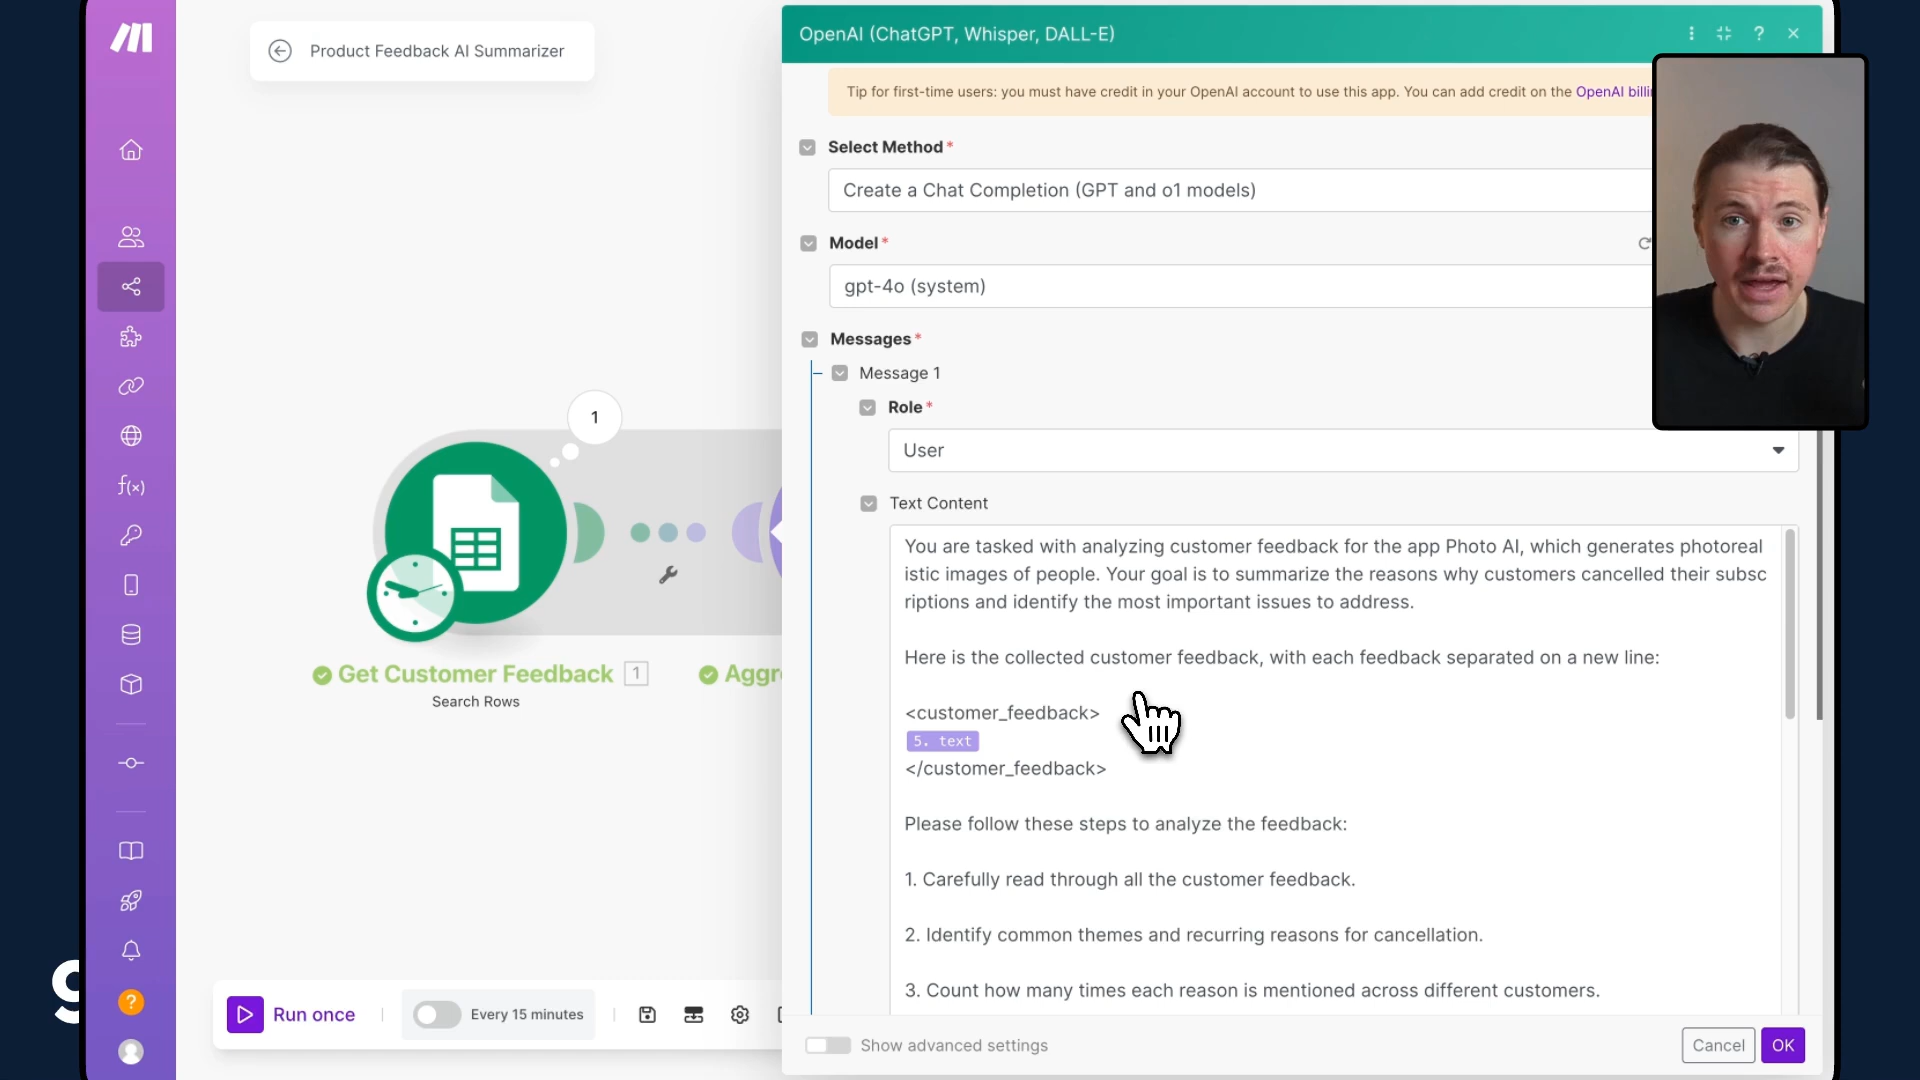 Product Feedback AI Summarizer
OpenAI (ChatGPT, Whisper, DALL-E)
Tip for first-time users: you must have credit in your OpenAI account to use this app. You can add credit on the OpenAI
Select Method*
Create a Chat Completion (GPT and o1 models)
Model*
gpt-4o (system)
Messages*
Message 1
Role*
User
Text Content
You are tasked with analyzing customer feedback for the app Photo AI, which generates photoreal
istic images of people. Your goal is to summarize the reasons why customers cancelled their subsc
riptions and identify the most important issues to address.
Here is the collected customer feedback, with each feedback separated on a new line:
<customer_feedback>
5. text
</customer_feedback>
Please follow these steps to analyze the feedback:
1. Carefully read through all the customer feedback.
2. Identify common themes and recurring reasons for cancellation.
3. Count how many times each reason is mentioned across different customers.
1
Get Customer Feedback 1
Search Rows
Aggr
f(x)
?
Run once
Every 15 minutes
Show advanced settings
Cancel
OK